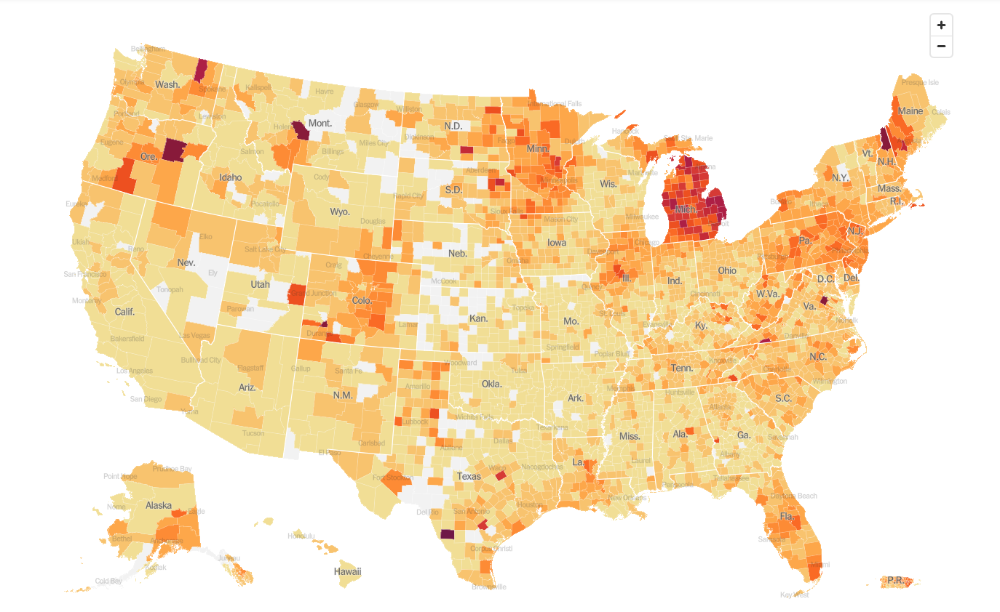 +
−
Bellingham
Olympia
Wash.
Spokane
Kalispell
Havre
Glasgow
Williston
International Falls
Presque Isle
Portland
Lewiston
Helena
Mont.
N.D.
Dickinson
Fargo
Duluth
Hancock
Sault Ste. Marie
Maine
Calais
Eugene
Ore.
Salmon
Billings
Miles City
Minn.
Vt.
N.H.
Medford
Idaho
Cody
Aberdeen
Minneapolis
Marinette
Wis.
N.Y.
Mass.
R.I.
S.D.
Rapid City
Eureka
Pocatello
Wyo.
Douglas
Sioux Falls
Mason City
Milwaukee
Mich.
Buffalo
Ithaca
Ukiah
Reno
Elko
Salt Lake City
Cheyenne
Neb.
Iowa
Omaha
Davenport
Chicago
Pa.
N.J.
Pittsburgh
Philadelphia
San Francisco
Nev.
Ely
Utah
Craig
Grand Junction
Colo.
McCook
Quincy
Ill.
Ind.
Ohio
D.C.
Del.
Monterey
Tonopah
Calif.
Parowan
Lamar
Kan.
Topeka
Mo.
St. Louis
Evansville
Cincinnati
Ky.
W.Va.
Va.
Norfolk
Bakersfield
Las Vegas
Durango
Springfield
Poplar Bluff
Danville
Los Angeles
Bullhead City
Flagstaff
Gallup
Santa Fe
Woodward
Tulsa
Knoxville
Tenn.
N.C.
Charlotte
Wilmington
San Diego
Ariz.
N.M.
Amarillo
Okla.
Ark.
Memphis
Huntsville
Atlanta
S.C.
Yuma
Tucson
Carlsbad
Lubbock
Wichita Falls
Texarkana
Miss.
Ala.
Ga.
Savannah
El Paso
Abilene
Dallas
Laurel
Albany
Prudhoe Bay
Point Hope
Fort Stockton
Texas
Waco
Nacogdoches
La.
Pensacola
Tallahassee
Nome
Alaska
Eagle
Del Rio
San Antonio
Houston
New Orleans
Daytona Beach
Fla.
Bethel
Anchorage
Honolulu
Sarasota
Juneau
Kodiak
Corpus Christi
Miami
Cold Bay
Hawaii
Brownsville
Key West
P.R.